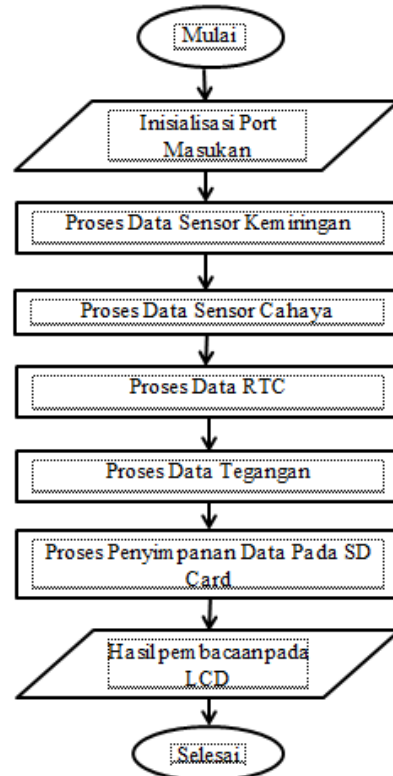 Mulai
Inisialisasi Port
Masukan
Proses Data Sensor Kemiringan
Proses Data Sensor Cahaya
Proses Data RTC
Proses Data Tegangan
Proses Penyimpanan Data Pada SD
Card
Hasil pembacaanpada
LCD
Selesai